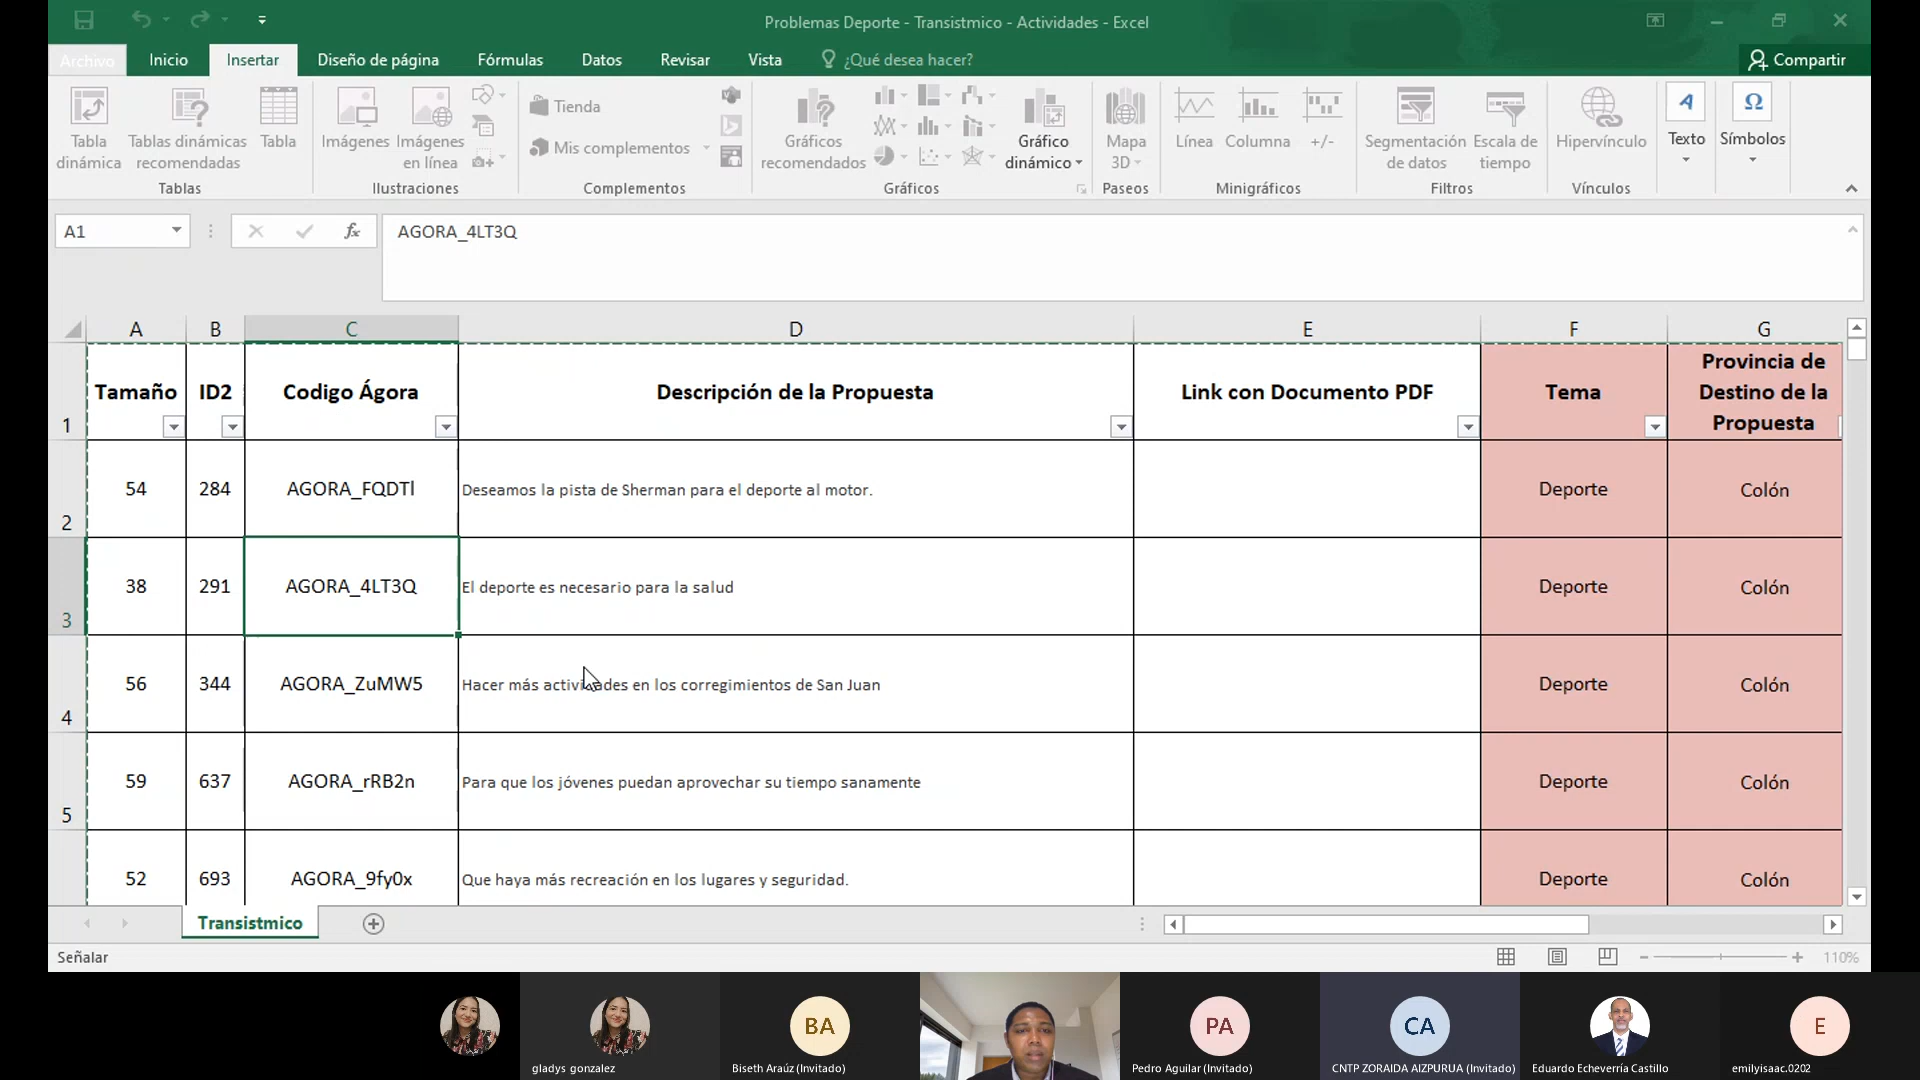 Problemas Deporte - Transistmico - Actividades - Excel
Archivo Inicio Insertar Diseño de página Fórmulas Datos Revisar Vista ¿Qué desea hacer? Compartir
Tabla dinámica
Tablas dinámicas recomendadas
Tabla
Tablas
Imágenes
Imágenes en línea
Ilustraciones
Tienda
Mis complementos
Complementos
Gráficos recomendados
Gráfico dinámico
Gráficos
Mapa 3D
Paseos
Línea
Columna
+/-
Minigráficos
Segmentación de datos
Escala de tiempo
Filtros
Hipervínculo
Vínculos
Texto
Símbolos
A1 fx AGORA_4LT3Q
A B C D E F G
1 Tamaño ID2 Codigo Ágora Descripción de la Propuesta Link con Documento PDF Tema Provincia de Destino de la Propuesta
2 54 284 AGORA_FQDTl Deseamos la pista de Sherman para el deporte al motor. Deporte Colón
3 38 291 AGORA_4LT3Q El deporte es necesario para la salud Deporte Colón
4 56 344 AGORA_ZuMW5 Hacer más actividades en los corregimientos de San Juan Deporte Colón
5 59 637 AGORA_rRB2n Para que los jóvenes puedan aprovechar su tiempo sanamente Deporte Colón
52 693 AGORA_9fy0x Que haya más recreación en los lugares y seguridad. Deporte Colón
Transistmico
Señalar
110%
BA
PA
CA
E
gladys gonzalez
Biseth Araúz (Invitado)
Pedro Aguilar (Invitado)
CNTP ZORAIDA AIZPURUA (Invitado)
Eduardo Echeverría Castillo
emilyisaac.0202